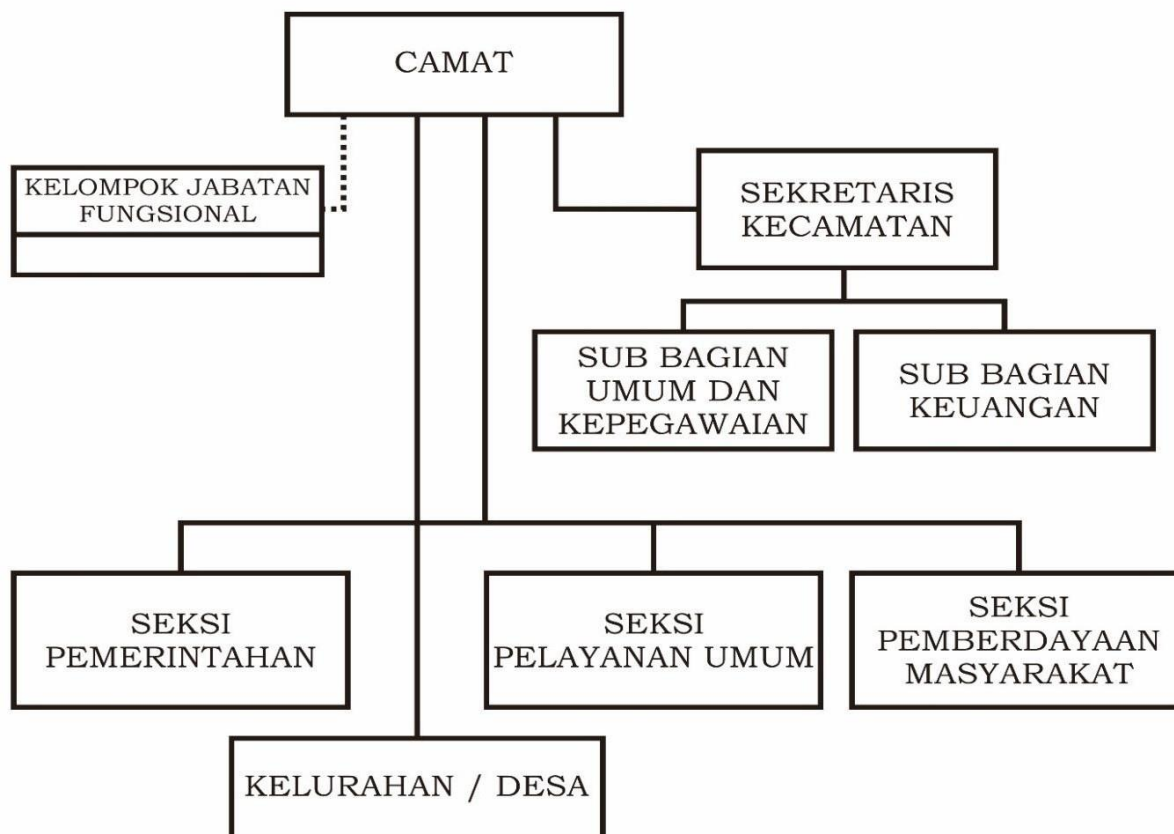 CAMAT
KELOMPOK JABATAN
FUNGSIONAL
SEKRETARIS
KECAMATAN
SUB BAGIAN
UMUM DAN
KEPEGAWAIAN
SUB BAGIAN
KEUANGAN
SEKSI
PEMERINTAHAN
SEKSI
PELAYANAN UMUM
SEKSI
PEMBERDAYAAN
MASYARAKAT
KELURAHAN / DESA